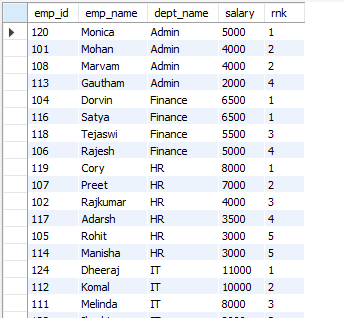 emp_id emp_name dept_name salary rnk
120 Monica Admin 5000 1
101 Mohan Admin 4000 2
108 Marvam Admin 4000 2
113 Gautham Admin 2000 4
104 Dorvin Finance 6500 1
116 Satya Finance 6500 1
118 Tejaswi Finance 5500 3
106 Rajesh Finance 5000 4
119 Cory HR 8000 1
107 Preet HR 7000 2
102 Rajkumar HR 4000 3
117 Adarsh HR 3500 4
105 Rohit HR 3000 5
114 Manisha HR 3000 5
124 Dheeraj IT 11000 1
112 Komal IT 10000 2
111 Melinda IT 8000 3